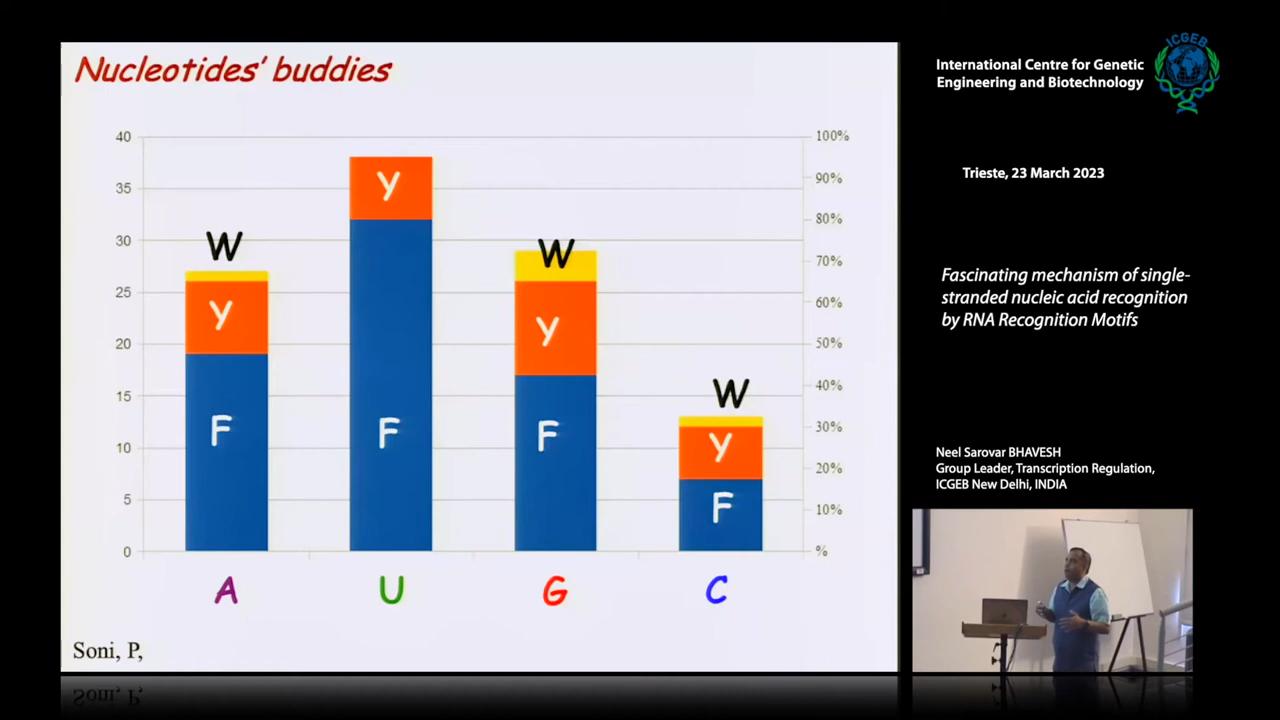 Nucleotides' buddies
40
35
30
25
20
15
10
5
0
100%
90%
80%
70%
60%
50%
40%
30%
20%
10%
%
W
Y
F
Y
F
W
Y
F
W
Y
F
A U G C
Soni, P,
ICGEB
International Centre for Genetic
Engineering and Biotechnology
Trieste, 23 March 2023
Fascinating mechanism of single-
stranded nucleic acid recognition
by RNA Recognition Motifs
Neel Sarovar BHAVESH
Group Leader, Transcription Regulation,
ICGEB New Delhi, INDIA